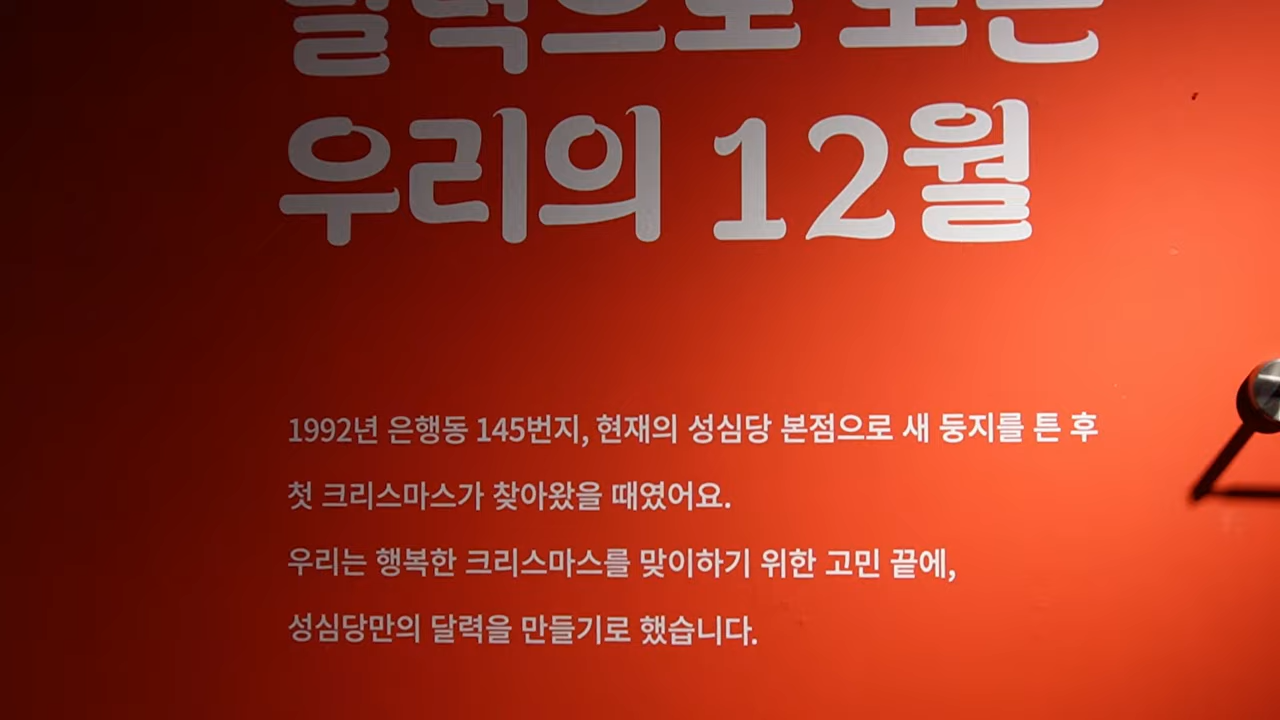 달력으로
우리의 12월
1992년 은행동 145번지, 현재의 성심당 본점으로 새 둥지를 튼 후
첫 크리스마스가 찾아왔을 때였어요.
우리는 행복한 크리스마스를 맞이하기 위한 고민 끝에,
성심당만의 달력을 만들기로 했습니다.